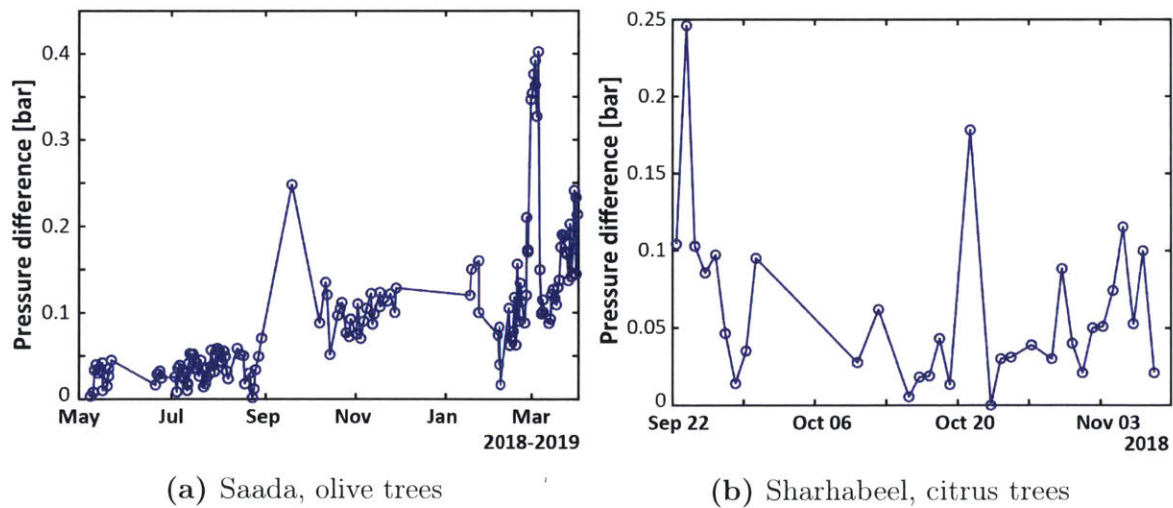 Pressure difference [bar]
0.4
0.3
0.2
0.1
0
May Jul Sep Nov Jan Mar
2018-2019
(a) Saada, olive trees
Pressure difference [bar]
0.25
0.2
0.15
0.1
0.05
0
Sep 22 Oct 06 Oct 20 Nov 03
2018
(b) Sharhabeel, citrus trees